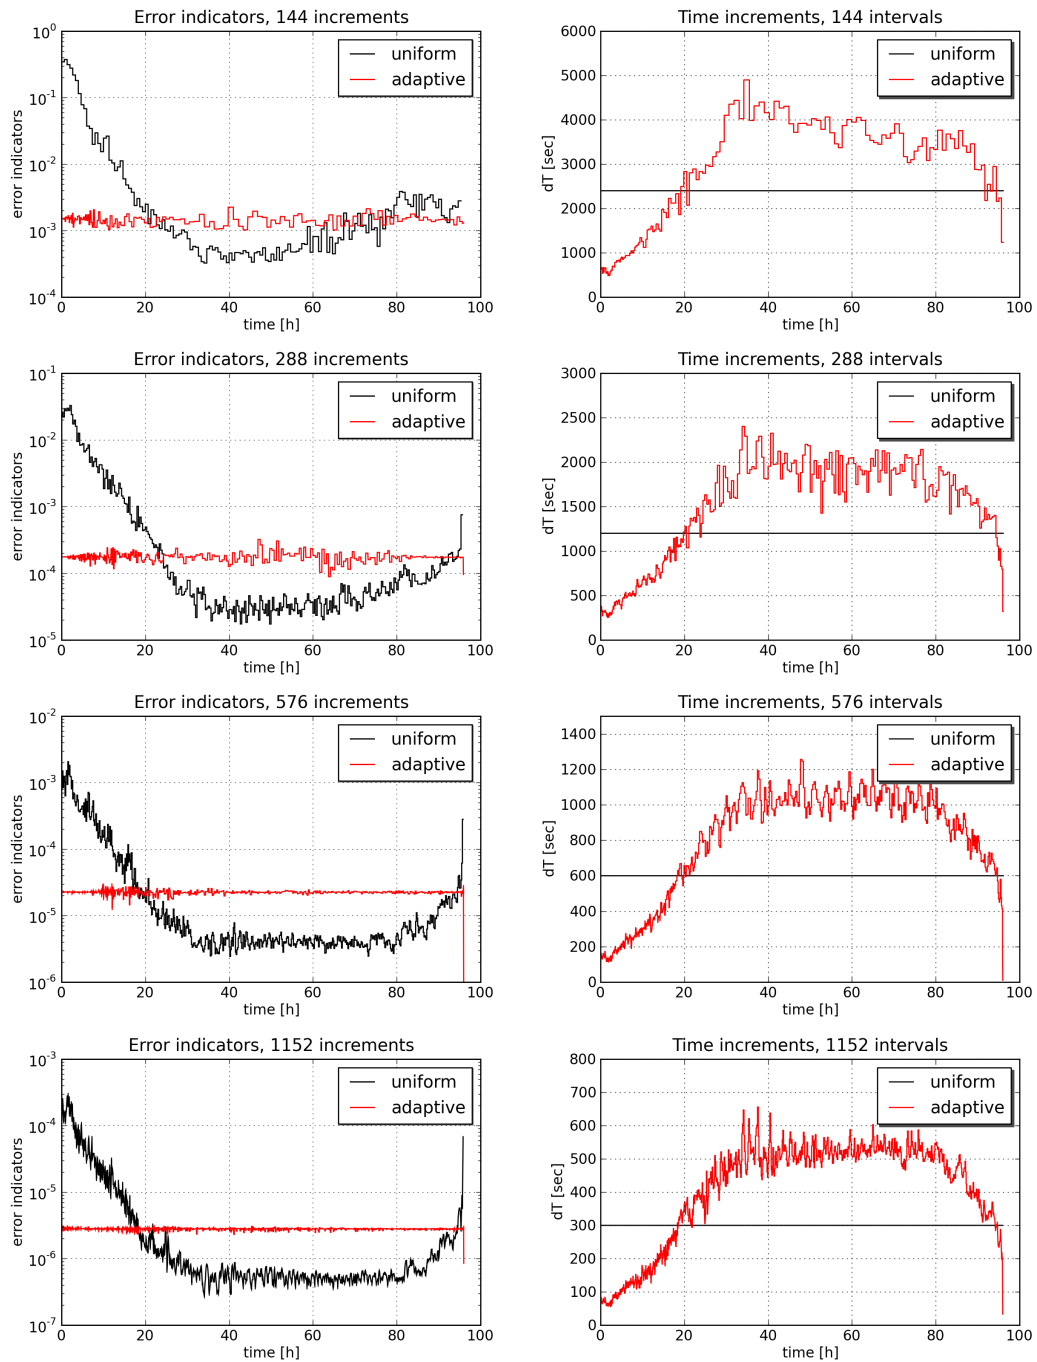 Error indicators, 144 increments
error indicators
10^0
10^-1
10^-2
10^-3
10^-4
uniform
adaptive
0 20 40 60 80 100
time [h]
Time increments, 144 intervals
dT [sec]
6000
5000
4000
3000
2000
1000
0
uniform
adaptive
0 20 40 60 80 100
time [h]
Error indicators, 288 increments
error indicators
10^-1
10^-2
10^-3
10^-4
10^-5
uniform
adaptive
0 20 40 60 80 100
time [h]
Time increments, 288 intervals
dT [sec]
3000
2500
2000
1500
1000
500
0
uniform
adaptive
0 20 40 60 80 100
time [h]
Error indicators, 576 increments
error indicators
10^-2
10^-3
10^-4
10^-5
10^-6
uniform
adaptive
0 20 40 60 80 100
time [h]
Time increments, 576 intervals
dT [sec]
1400
1200
1000
800
600
400
200
0
uniform
adaptive
0 20 40 60 80 100
time [h]
Error indicators, 1152 increments
error indicators
10^-3
10^-4
10^-5
10^-6
10^-7
uniform
adaptive
0 20 40 60 80 100
time [h]
Time increments, 1152 intervals
dT [sec]
800
700
600
500
400
300
200
100
0
uniform
adaptive
0 20 40 60 80 100
time [h]